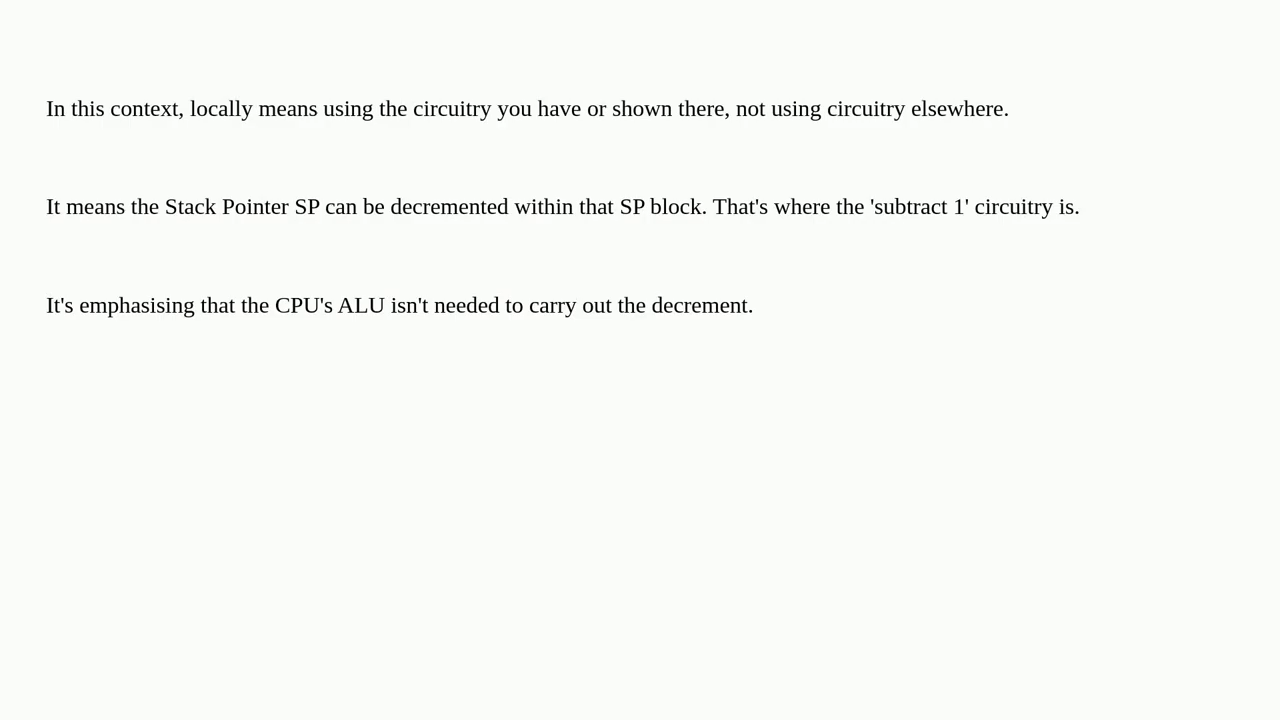 In this context, locally means using the circuitry you have or shown there, not using circuitry elsewhere.
It means the Stack Pointer SP can be decremented within that SP block. That's where the 'subtract 1' circuitry is.
It's emphasising that the CPU's ALU isn't needed to carry out the decrement.